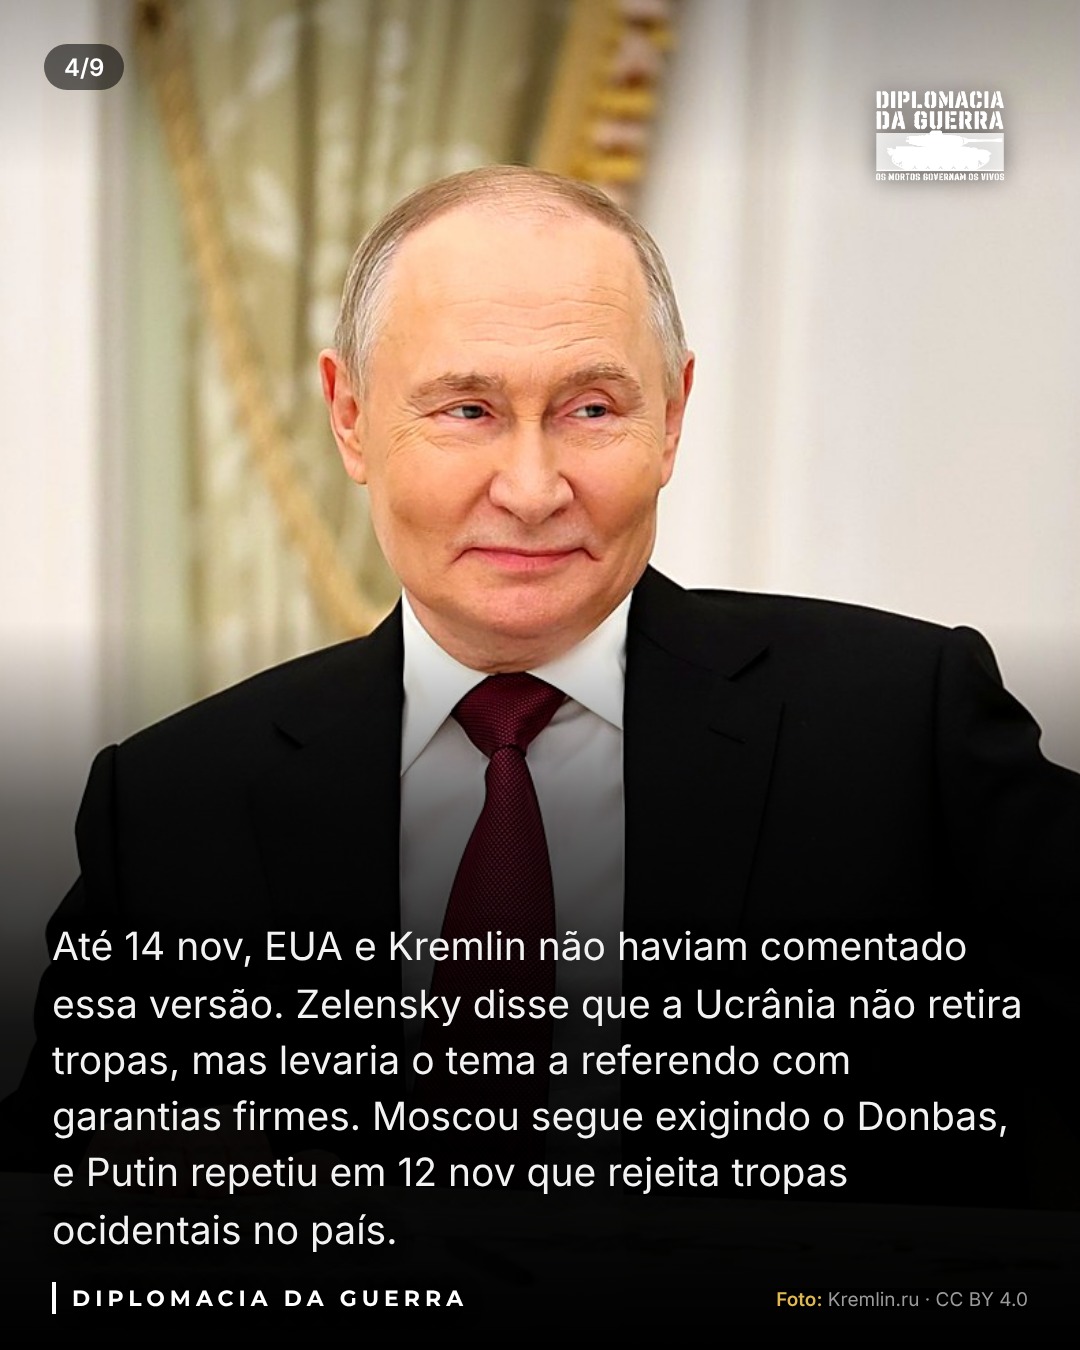 4/9
DIPLOMACIA
DA GUERRA
OS MORTOS GOVERNAM OS VIVOS
Até 14 nov, EUA e Kremlin não haviam comentado
essa versão. Zelensky disse que a Ucrânia não retira
tropas, mas levaria o tema a referendo com
garantias firmes. Moscou segue exigindo o Donbas,
e Putin repetiu em 12 nov que rejeita tropas
ocidentais no país.
DIPLOMACIA DA GUERRA
Foto: Kremlin.ru · CC BY 4.0